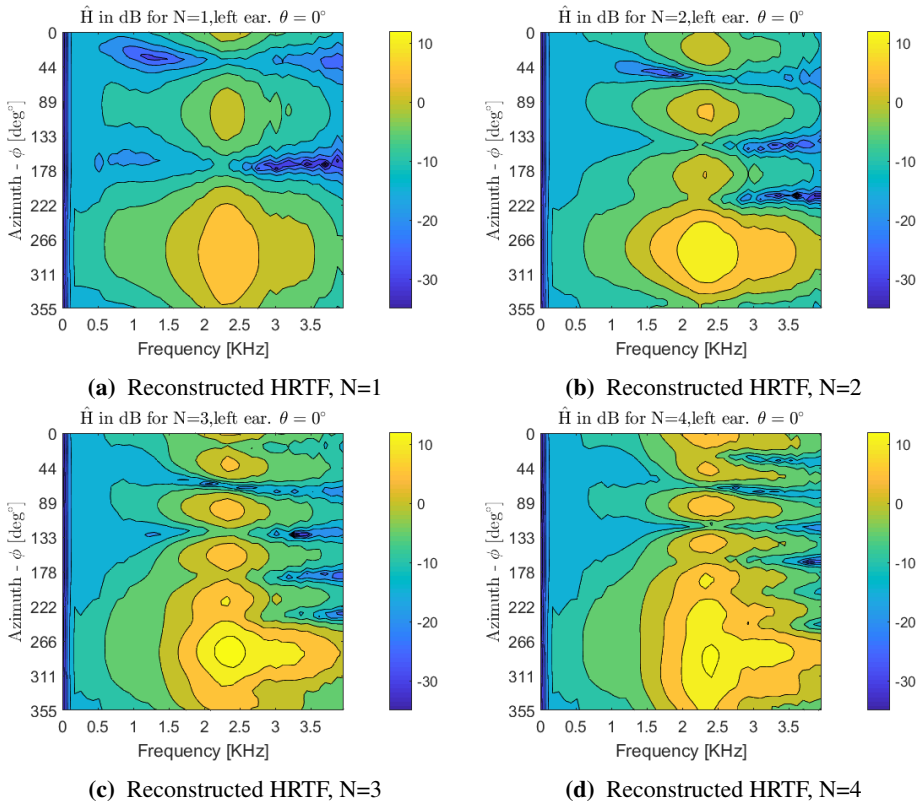 Ĥ in dB for N=1,left ear. θ = 0°
Azimuth - ϕ [deg°]
0
44
89
133
178
222
266
311
355
0 0.5 1 1.5 2 2.5 3 3.5
Frequency [KHz]
10
0
-10
-20
-30
(a) Reconstructed HRTF, N=1
Ĥ in dB for N=2,left ear. θ = 0°
Azimuth - ϕ [deg°]
0
44
89
133
178
222
266
311
355
0 0.5 1 1.5 2 2.5 3 3.5
Frequency [KHz]
10
0
-10
-20
-30
(b) Reconstructed HRTF, N=2
Ĥ in dB for N=3,left ear. θ = 0°
Azimuth - ϕ [deg°]
0
44
89
133
178
222
266
311
355
0 0.5 1 1.5 2 2.5 3 3.5
Frequency [KHz]
10
0
-10
-20
-30
(c) Reconstructed HRTF, N=3
Ĥ in dB for N=4,left ear. θ = 0°
Azimuth - ϕ [deg°]
0
44
89
133
178
222
266
311
355
0 0.5 1 1.5 2 2.5 3 3.5
Frequency [KHz]
10
0
-10
-20
-30
(d) Reconstructed HRTF, N=4